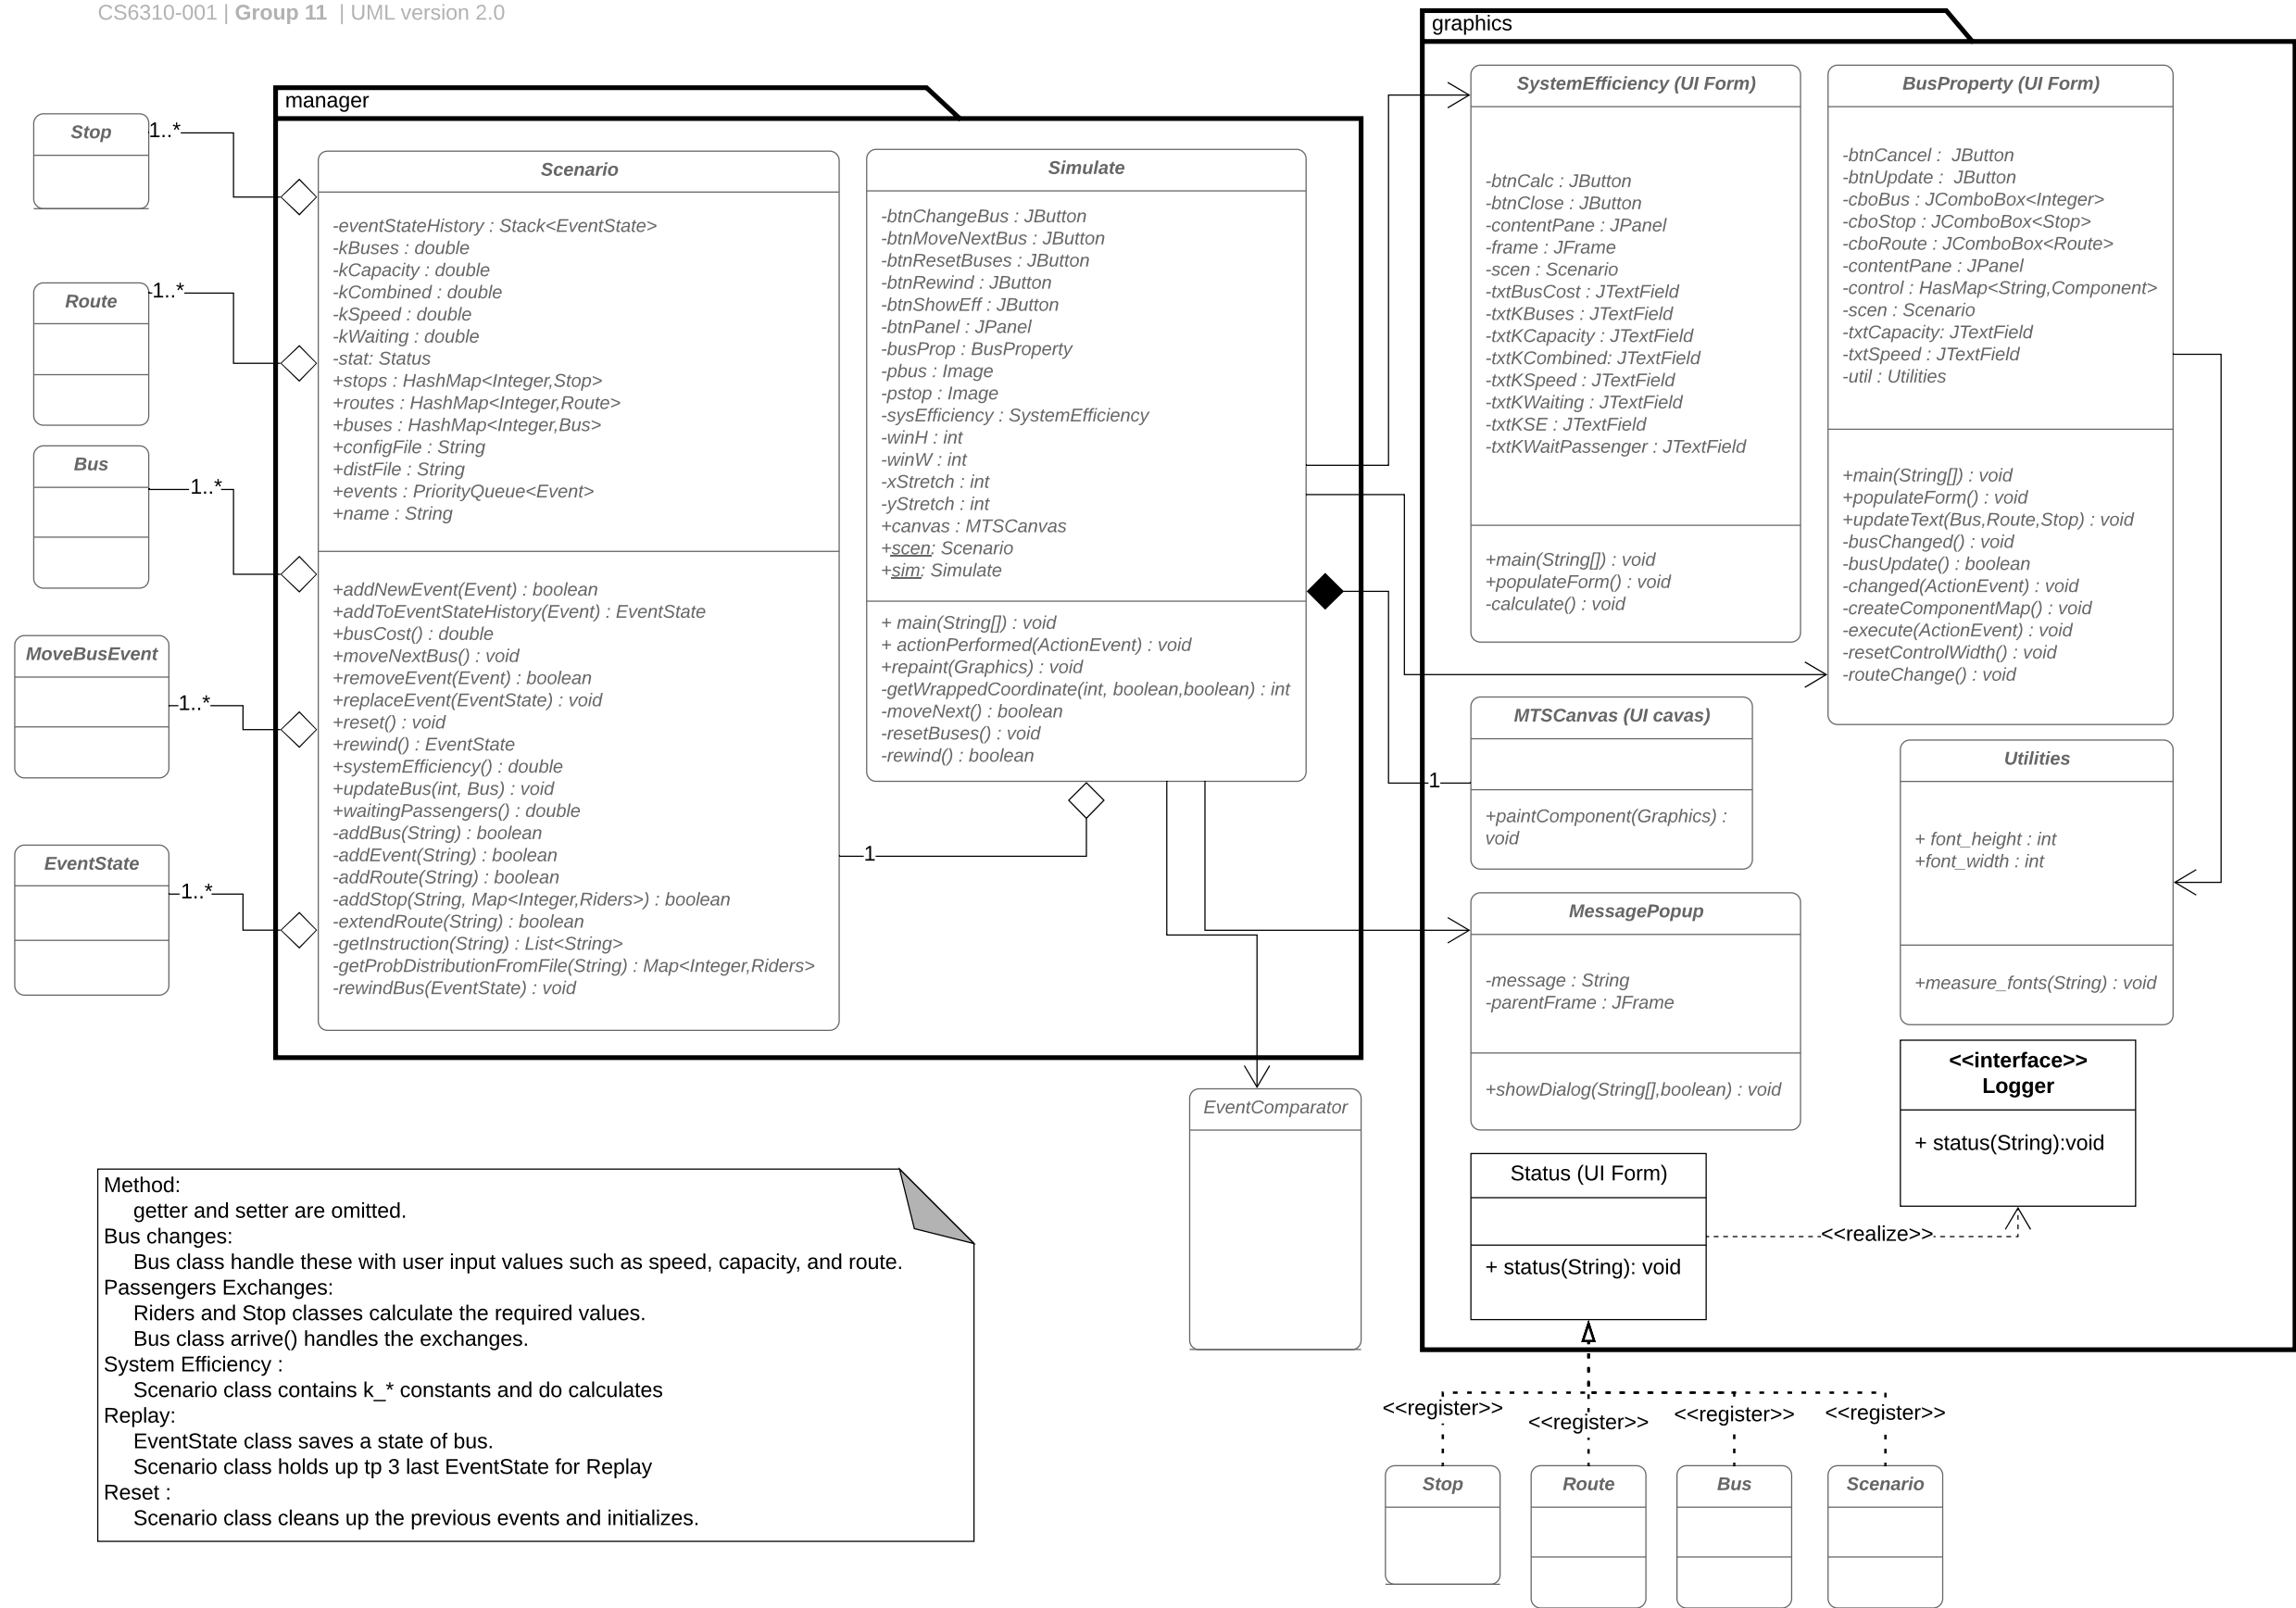 CS6310-001 | Group 11  | UML version 2.0
manager
Stop
1..*
Route
1..*
Bus
1..*
MoveBusEvent
1..*
EventState
1..*
Scenario
-eventStateHistory : Stack<EventState>
-kBuses : double
-kCapacity : double
-kCombined : double
-kSpeed : double
-kWaiting : double
-stat: Status
+stops : HashMap<Integer,Stop>
+routes : HashMap<Integer,Route>
+buses : HashMap<Integer,Bus>
+configFile : String
+distFile : String
+events : PriorityQueue<Event>
+name : String
+addNewEvent(Event) : boolean
+addToEventStateHistory(Event) : EventState
+busCost() : double
+moveNextBus() : void
+removeEvent(Event) : boolean
+replaceEvent(EventState) : void
+reset() : void
+rewind() : EventState
+systemEfficiency() : double
+updateBus(int, Bus) : void
+waitingPassengers() : double
-addBus(String) : boolean
-addEvent(String) : boolean
-addRoute(String) : boolean
-addStop(String, Map<Integer,Riders>) : boolean
-extendRoute(String) : boolean
-getInstruction(String) : List<String>
-getProbDistributionFromFile(String) : Map<Integer,Riders>
-rewindBus(EventState) : void
Simulate
-btnChangeBus : JButton
-btnMoveNextBus : JButton
-btnResetBuses : JButton
-btnRewind : JButton
-btnShowEff : JButton
-btnPanel : JPanel
-busProp : BusProperty
-pbus : Image
-pstop : Image
-sysEfficiency : SystemEfficiency
-winH : int
-winW : int
-xStretch : int
-yStretch : int
+canvas : MTSCanvas
+scen: Scenario
+sim: Simulate
+ main(String[]) : void
+ actionPerformed(ActionEvent) : void
+repaint(Graphics) : void
-getWrappedCoordinate(int, boolean,boolean) : int
-moveNext() : boolean
-resetBuses() : void
-rewind() : boolean
1
1
EventComparator
graphics
SystemEfficiency (UI Form)
-btnCalc : JButton
-btnClose : JButton
-contentPane : JPanel
-frame : JFrame
-scen : Scenario
-txtBusCost : JTextField
-txtKBuses : JTextField
-txtKCapacity : JTextField
-txtKCombined: JTextField
-txtKSpeed : JTextField
-txtKWaiting : JTextField
-txtKSE : JTextField
-txtKWaitPassenger : JTextField
+main(String[]) : void
+populateForm() : void
-calculate() : void
BusProperty (UI Form)
-btnCancel :  JButton
-btnUpdate :  JButton
-cboBus : JComboBox<Integer>
-cboStop : JComboBox<Stop>
-cboRoute : JComboBox<Route>
-contentPane : JPanel
-control : HasMap<String,Component>
-scen : Scenario
-txtCapacity: JTextField
-txtSpeed : JTextField
-util : Utilities
+main(String[]) : void
+populateForm() : void
+updateText(Bus,Route,Stop) : void
-busChanged() : void
-busUpdate() : boolean
-changed(ActionEvent) : void
-createComponentMap() : void
-execute(ActionEvent) : void
-resetControlWidth() : void
-routeChange() : void
MTSCanvas (UI cavas)
+paintComponent(Graphics) :
void
Utilities
+ font_height : int
+font_width : int
+measure_fonts(String) : void
MessagePopup
-message : String
-parentFrame : JFrame
+showDialog(String[],boolean) : void
<<interface>>
Logger
+ status(String):void
Status (UI Form)
+ status(String): void
<<realize>>
<<register>>
<<register>>
<<register>>
<<register>>
Stop
Route
Bus
Scenario
Method:
getter and setter are omitted.
Bus changes:
Bus class handle these with user input values such as speed, capacity, and route.
Passengers Exchanges:
Riders and Stop classes calculate the required values.
Bus class arrive() handles the exchanges.
System Efficiency :
Scenario class contains k_* constants and do calculates
Replay:
EventState class saves a state of bus.
Scenario class holds up tp 3 last EventState for Replay
Reset :
Scenario class cleans up the previous events and initializes.